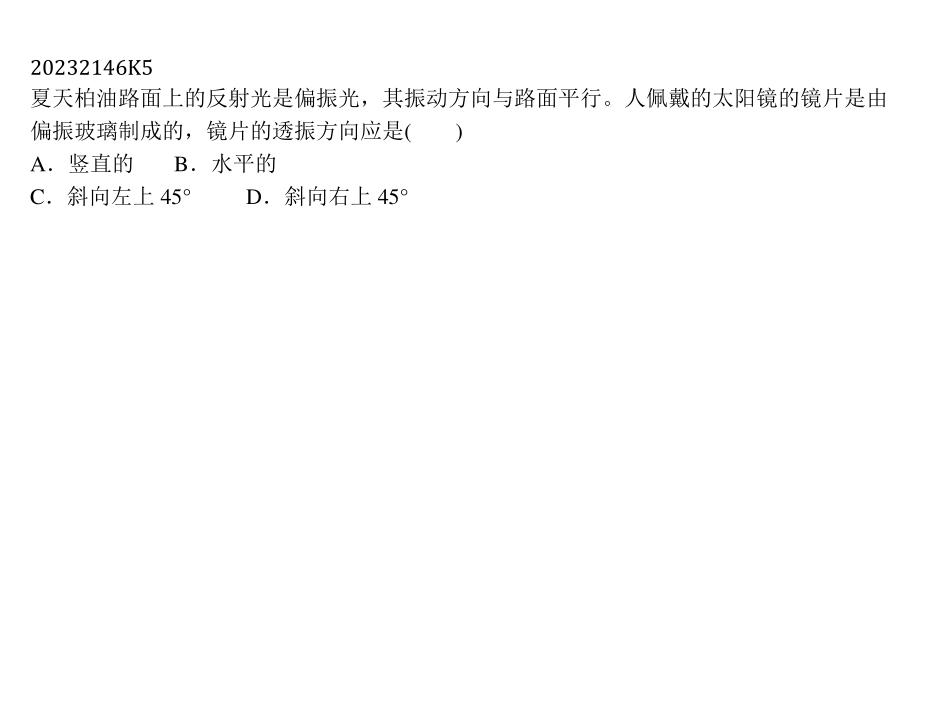 20232146K5
夏天柏油路面上的反射光是偏振光，其振动方向与路面平行。人佩戴的太阳镜的镜片是由
偏振玻璃制成的，镜片的透振方向应是(　　)
A．竖直的　　B．水平的
C．斜向左上 45°　　D．斜向右上 45°